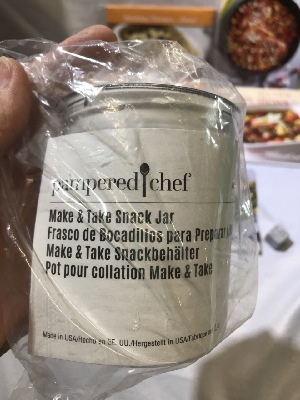 pampered chef
Make & Take Snack Jar
Frasco de Bocadillos para Preparar
Make & Take Snackbehälter
Pot pour collation Make & Take
Made in USA/Hecho en EE. UU./Hergestellt in USA/Fabriqué